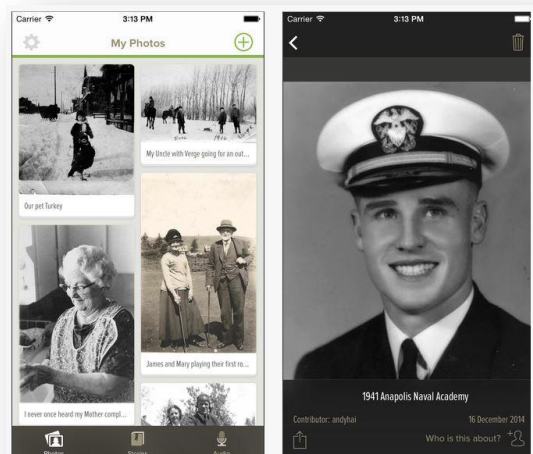 Carrier 3:13 PM
My Photos
Our pet Turkey
My Uncle with Verge going for an out...
I never once heard my Mother compl...
James and Mary playing their first ro...
Photos Stories Audio
Carrier 3:13 PM
1941 Anapolis Naval Academy
Contributor: andyhai 16 December 2014
Who is this about?